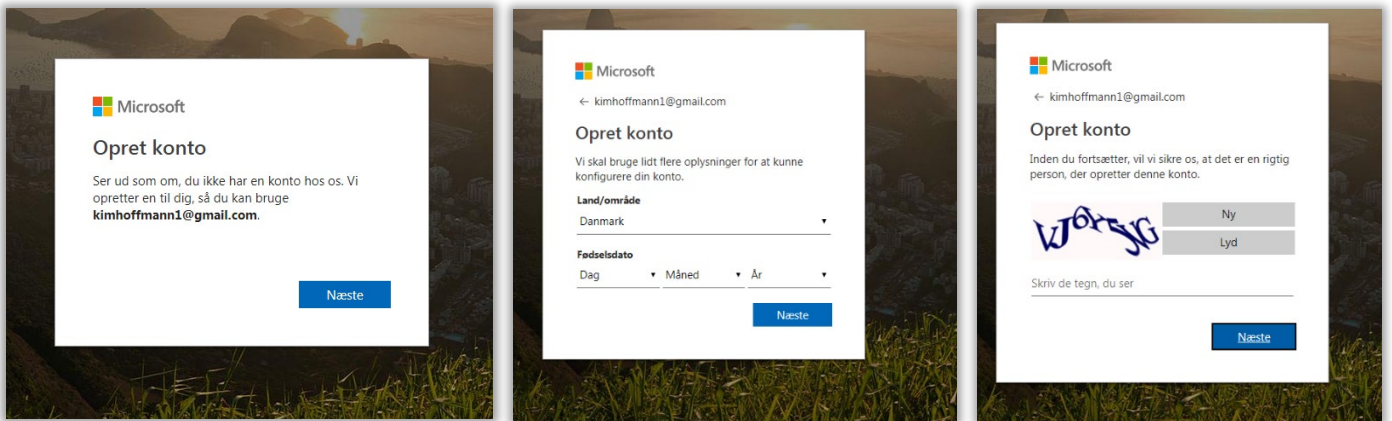 Microsoft
Opret konto
Ser ud som om, du ikke har en konto hos os. Vi
opretter en til dig, så du kan bruge
kimhoffmann1@gmail.com.
Næste
Microsoft
← kimhoffmann1@gmail.com
Opret konto
Vi skal bruge lidt flere oplysninger for at kunne
konfigurere din konto.
Land/område
Danmark
Fødselsdato
Dag Måned År
Næste
Microsoft
← kimhoffmann1@gmail.com
Opret konto
Inden du fortsætter, vil vi sikre os, at det er en rigtig
person, der opretter denne konto.
Ny
Lyd
Skriv de tegn, du ser
Næste